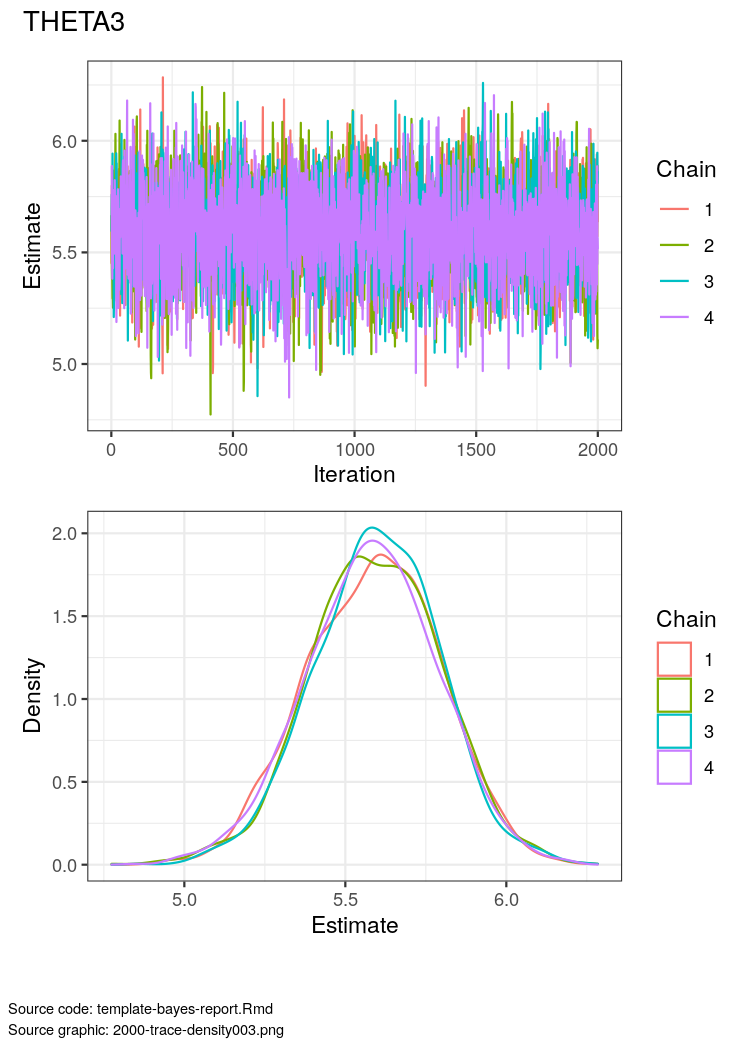 THETA3
6.0
5.5
5.0
Estimate
0 500 1000 1500 2000
Iteration
Chain
1
2
3
4
2.0
1.5
1.0
0.5
0.0
Density
5.0 5.5 6.0
Estimate
Chain
1
2
3
4
Source code: template-bayes-report.Rmd
Source graphic: 2000-trace-density003.png